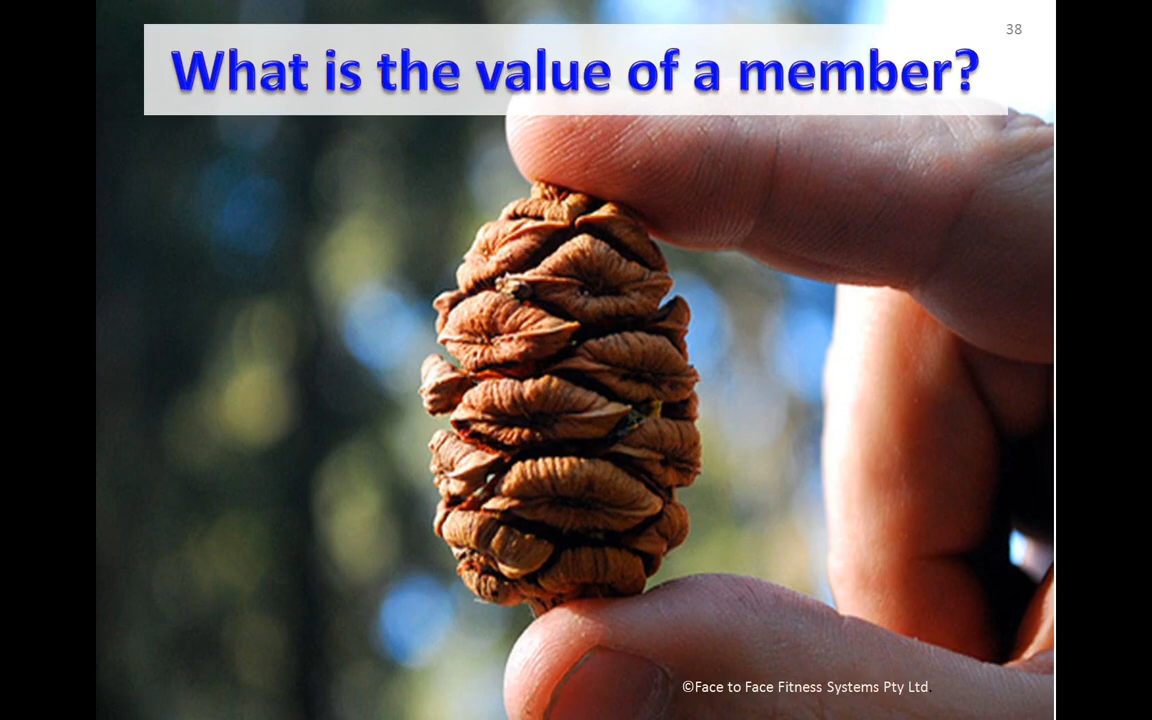 38
What is the value of a member?
©Face to Face Fitness Systems Pty Ltd.